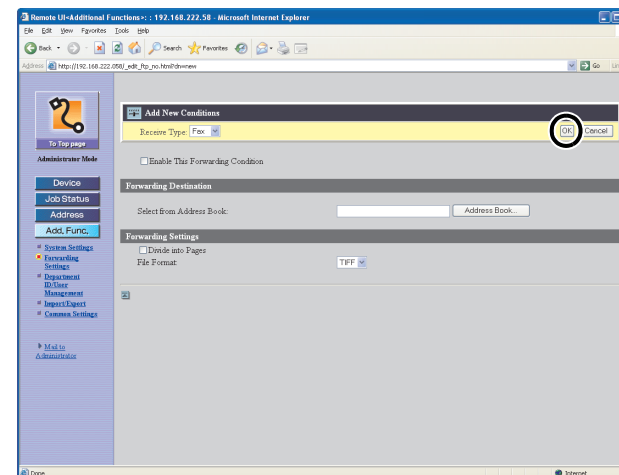 Remote UI<Additional Functions>: : 192.168.222.58 - Microsoft Internet Explorer
File Edit View Favorites Tools Help
Back Search Favorites
Address http://192.168.222.058/_edit_ftp_no.html?dn=new Go Lin
Add New Conditions
Receive Type: Fax OK Cancel
To Top page
Administrator Mode
Enable This Forwarding Condition
Device
Forwarding Destination
Job Status
Address
Select from Address Book: Address Book...
Add. Func.
Forwarding Settings
System Settings
Divide into Pages
Forwarding
Settings
File Format: TIFF
Department
ID/User
Management
Import/Export
Common Settings
Mail to
Administrator
Done Internet